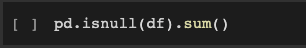 [ ] pd.isnull(df).sum()